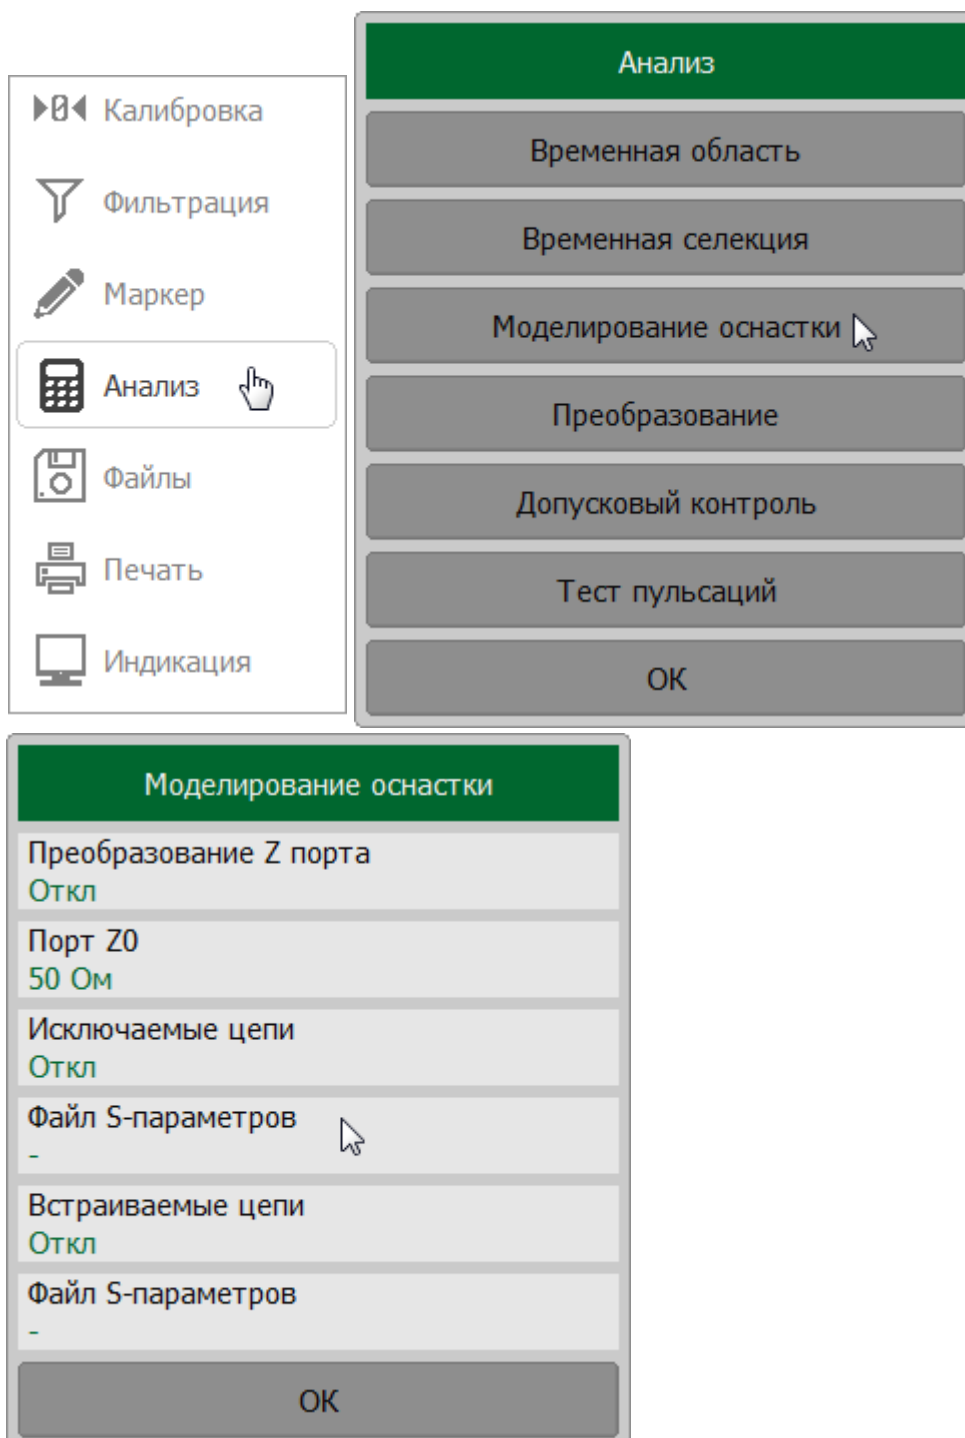 Калибровка
Фильтрация
Маркер
Анализ
Файлы
Печать
Индикация
Анализ
Временная область
Временная селекция
Моделирование оснастки
Преобразование
Допусковый контроль
Тест пульсаций
ОК
Моделирование оснастки
Преобразование Z порта
Откл
Порт Z0
50 Ом
Исключаемые цепи
Откл
Файл S-параметров
-
Встраиваемые цепи
Откл
Файл S-параметров
-
ОК